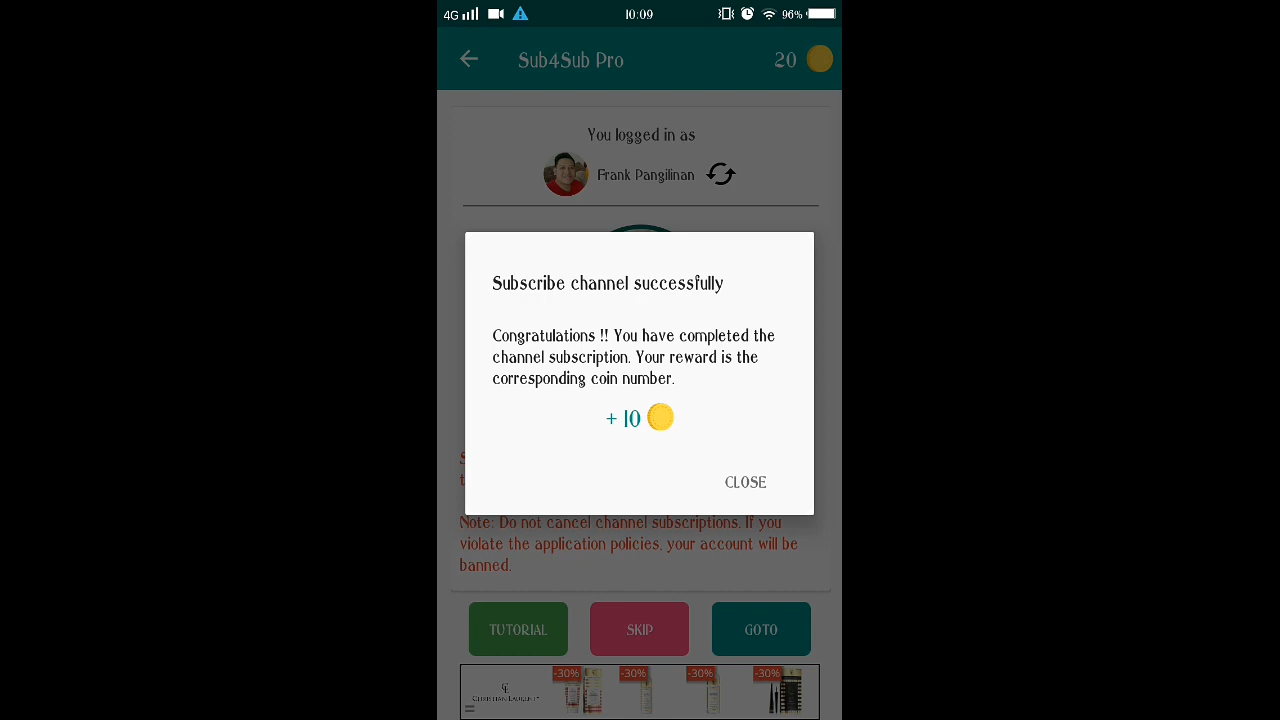 4G 10:09 96%
Sub4Sub Pro 20
You logged in as
Frank Pangilinan
Subscribe channel successfully
Congratulations !! You have completed the
channel subscription. Your reward is the
corresponding coin number.
+ 10
CLOSE
Note: Do not cancel channel subscriptions. If you
violate the application policies, your account will be
banned.
TUTORIAL SKIP GOTO
-30% -30% -30% -30%